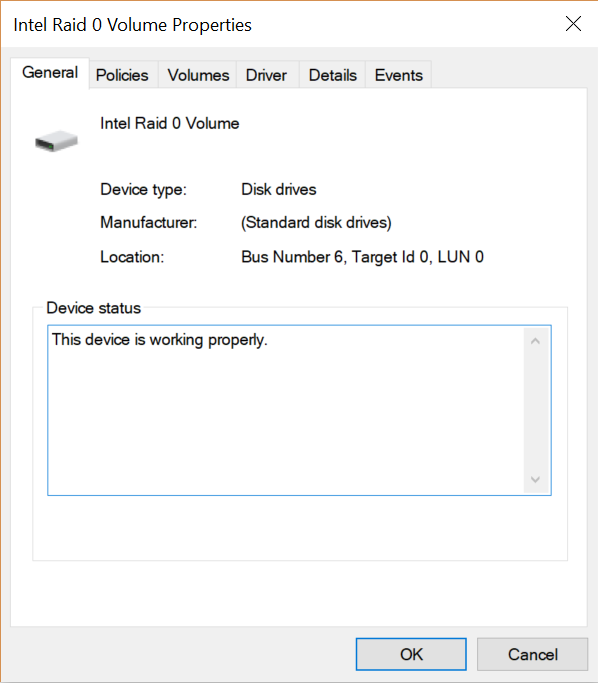 Intel Raid 0 Volume Properties
General Policies Volumes Driver Details Events
Intel Raid 0 Volume
Device type: Disk drives
Manufacturer: (Standard disk drives)
Location: Bus Number 6, Target Id 0, LUN 0
Device status
This device is working properly.
OK Cancel